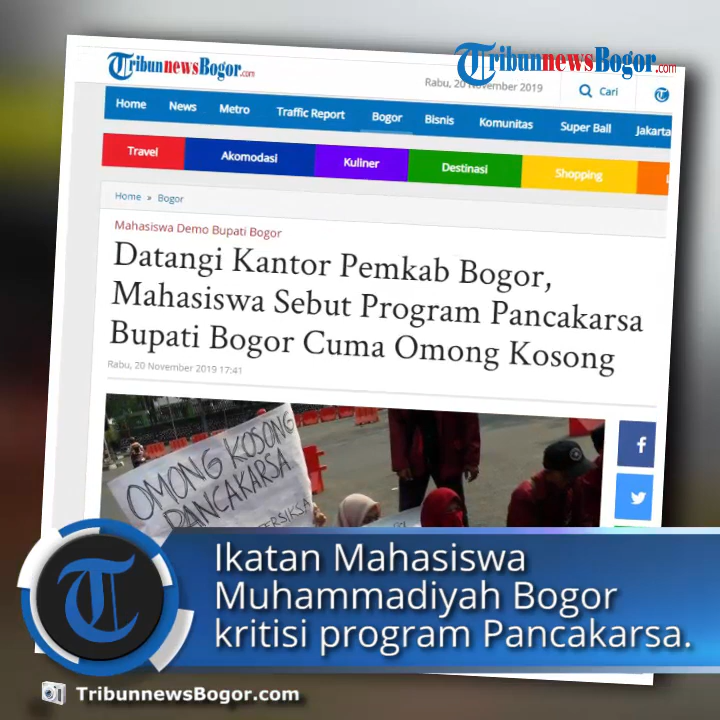 TribunnewsBogor.com
TribunnewsBogor.com
Rabu, 20 November 2019
Cari
Home News Metro Traffic Report Bogor Bisnis Komunitas Super Ball Jakarta
Travel Akomodasi Kuliner Destinasi Shopping
Home » Bogor
Mahasiswa Demo Bupati Bogor
Datangi Kantor Pemkab Bogor,
Mahasiswa Sebut Program Pancakarsa
Bupati Bogor Cuma Omong Kosong
Rabu, 20 November 2019 17:41
OMONG KOSONG
PANCAKARSA
Ikatan Mahasiswa
Muhammadiyah Bogor
kritisi program Pancakarsa.
TribunnewsBogor.com